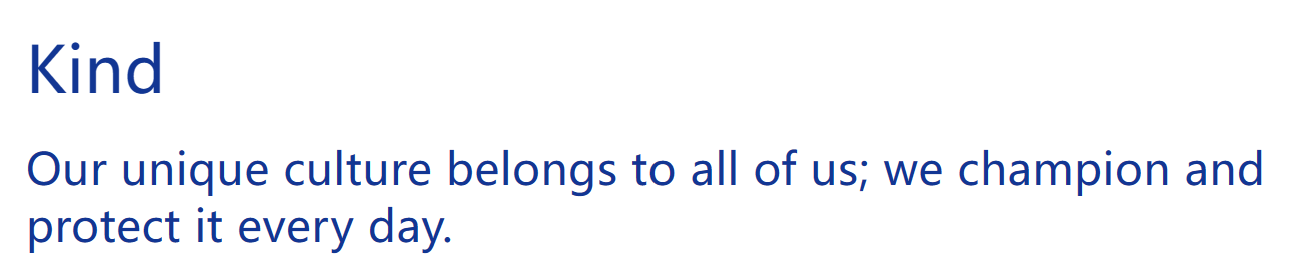 Kind
Our unique culture belongs to all of us; we champion and
protect it every day.